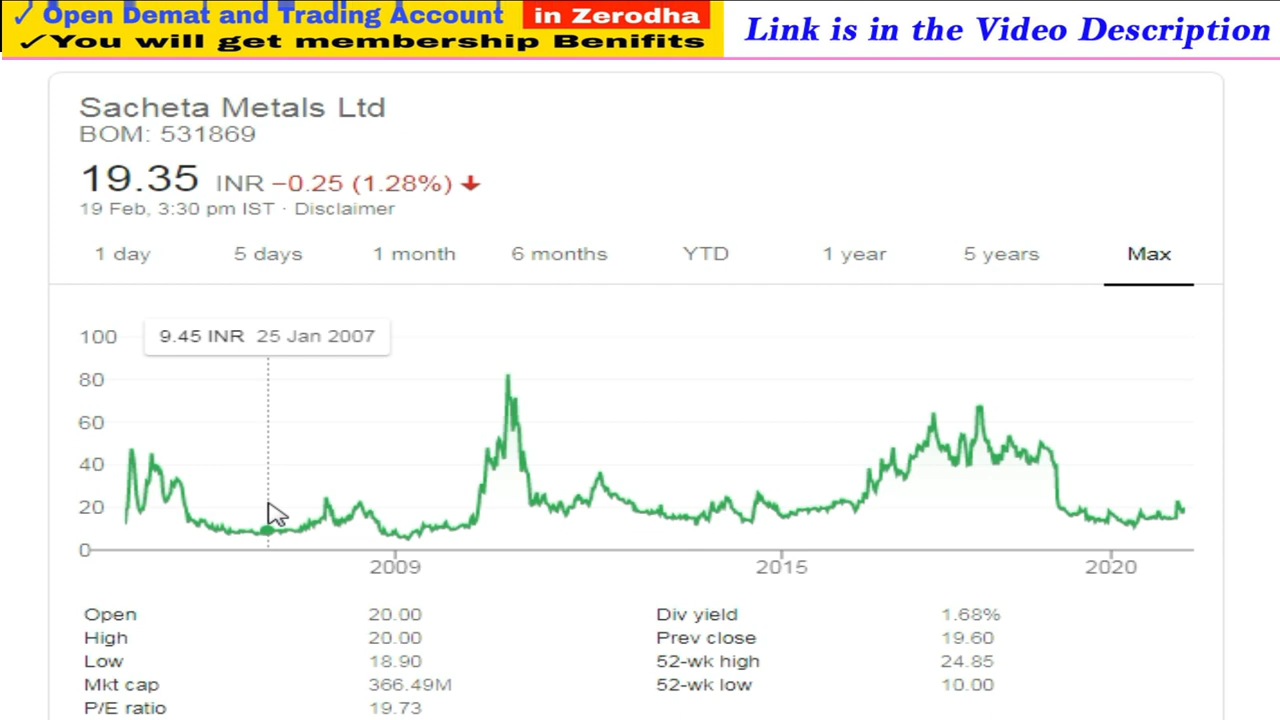 ✓ Open Demat and Trading Account in Zerodha
✓You will get membership Benifits
Link is in the Video Description
Sacheta Metals Ltd
BOM: 531869
19.35 INR −0.25 (1.28%) ↓
19 Feb, 3:30 pm IST · Disclaimer
1 day 5 days 1 month 6 months YTD 1 year 5 years Max
9.45 INR 25 Jan 2007
100
80
60
40
20
0
2009 2015 2020
Open 20.00 Div yield 1.68%
High 20.00 Prev close 19.60
Low 18.90 52-wk high 24.85
Mkt cap 366.49M 52-wk low 10.00
P/E ratio 19.73